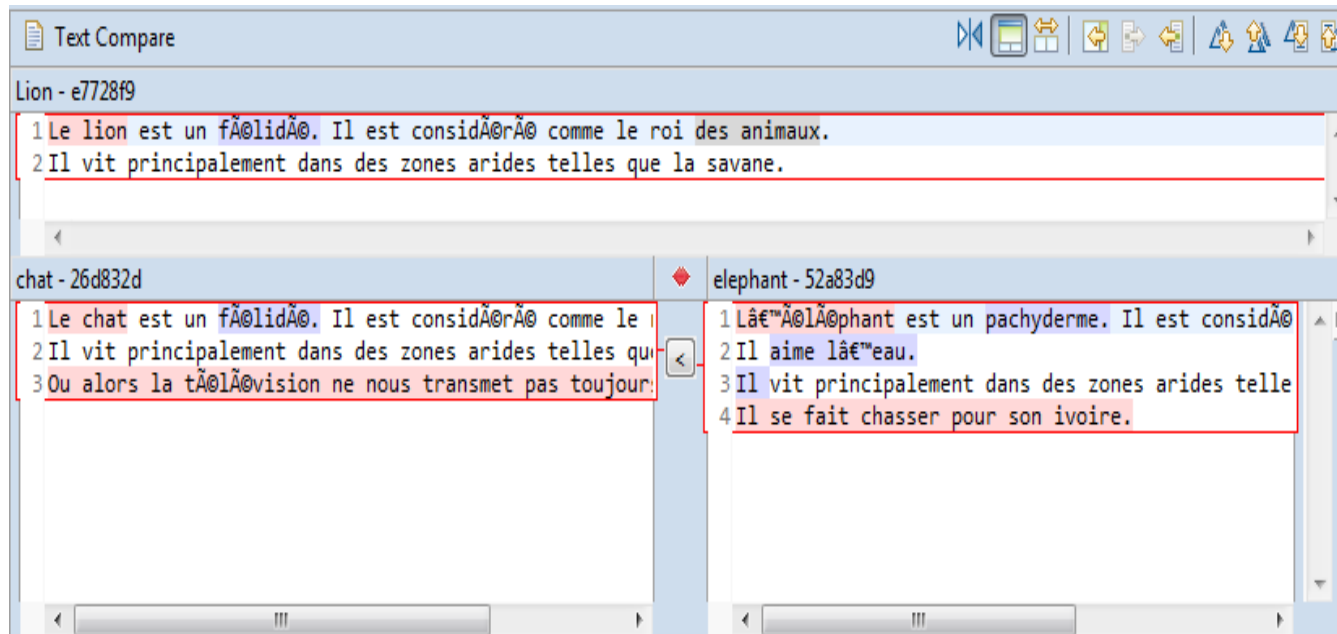 Text Compare
Lion - e7728f9
1 Le lion est un fÃ©lidÃ©. Il est considÃ©rÃ© comme le roi des animaux.
2 Il vit principalement dans des zones arides telles que la savane.
chat - 26d832d
1 Le chat est un fÃ©lidÃ©. Il est considÃ©rÃ© comme le
2 Il vit principalement dans des zones arides telles que
3 Ou alors la tÃ©lÃ©vision ne nous transmet pas toujours
<
elephant - 52a83d9
1 Lâ€™Ã©lÃ©phant est un pachyderme. Il est considÃ©
2 Il aime lâ€™eau.
3 Il vit principalement dans des zones arides telle
4 Il se fait chasser pour son ivoire.